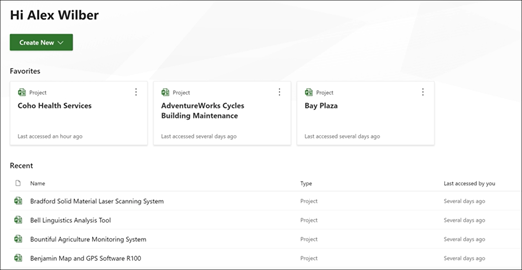 Hi Alex Wilber
Create New
Favorites
Project
Coho Health Services
Last accessed an hour ago
Project
AdventureWorks Cycles
Building Maintenance
Last accessed several days ago
Project
Bay Plaza
Last accessed several days ago
Recent
Name Type Last accessed by you
Bradford Solid Material Laser Scanning System Project Several days ago
Bell Linguistics Analysis Tool Project Several days ago
Bountiful Agriculture Monitoring System Project Several days ago
Benjamin Map and GPS Software R100 Project Several days ago